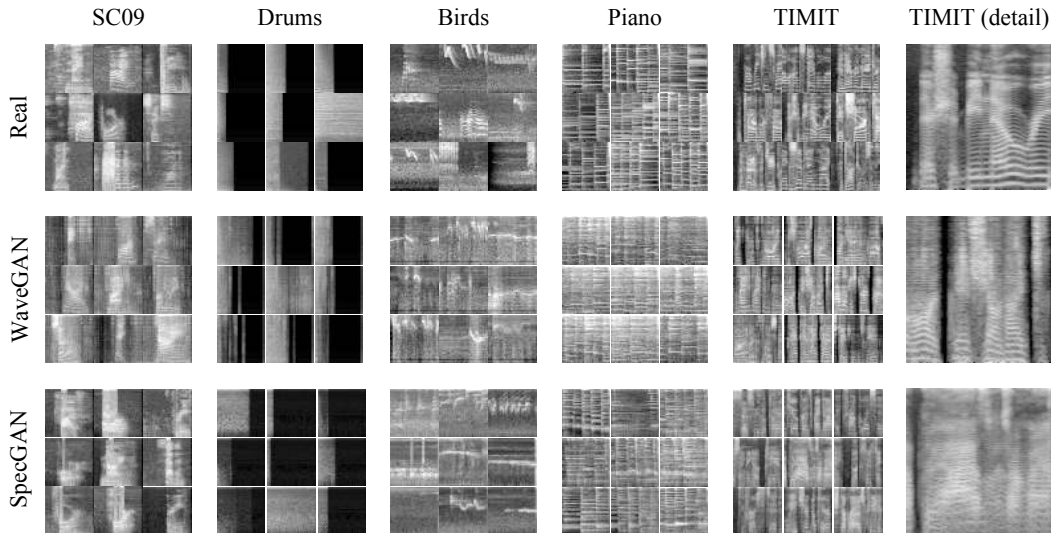 SC09 Drums Birds Piano TIMIT TIMIT (detail)
Real
WaveGAN
SpecGAN